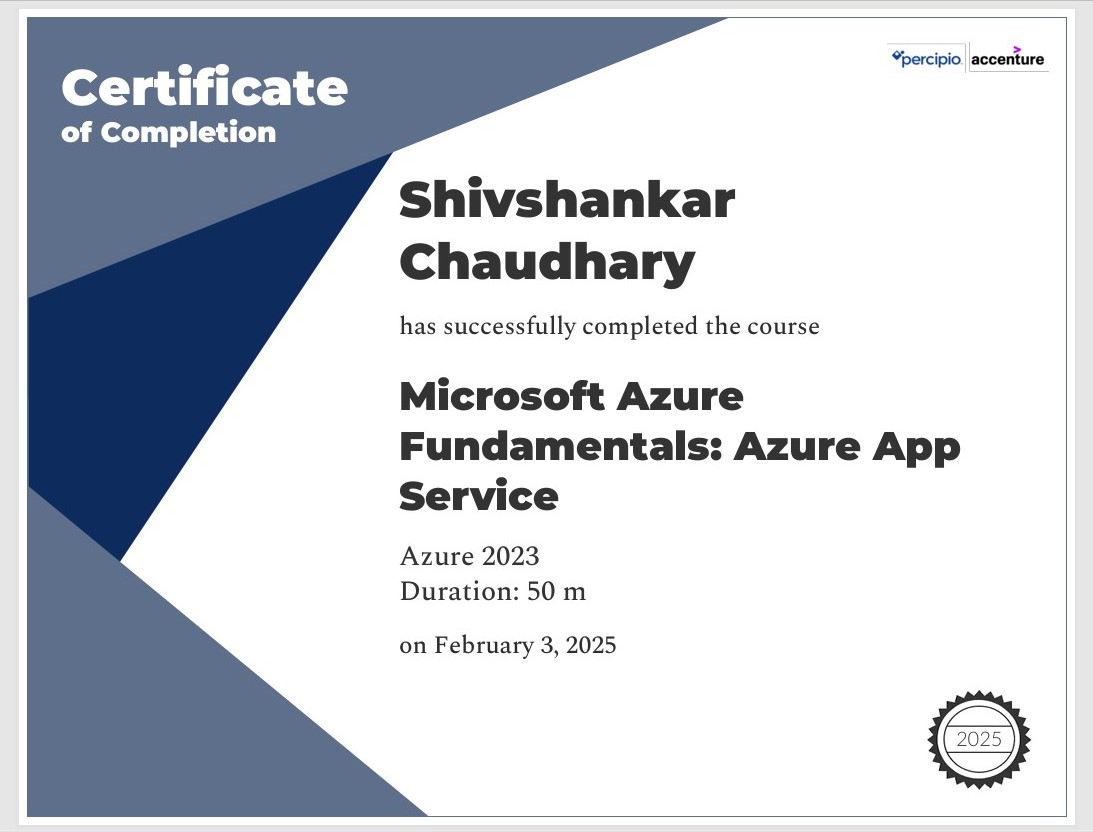 Certificate
of Completion
percipio.
accenture
Shivshankar
Chaudhary
has successfully completed the course
Microsoft Azure
Fundamentals: Azure App
Service
Azure 2023
Duration: 50 m
on February 3, 2025
2025